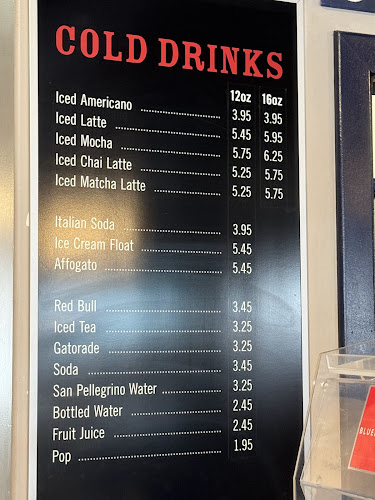 COLD DRINKS
12oz 16oz
Iced Americano 3.95 3.95
Iced Latte 5.45 5.95
Iced Mocha 5.75 6.25
Iced Chai Latte 5.25 5.75
Iced Matcha Latte 5.25 5.75
Italian Soda 3.95
Ice Cream Float 5.45
Affogato 5.45
Red Bull 3.45
Iced Tea 3.25
Gatorade 3.25
Soda 3.45
San Pellegrino Water 3.25
Bottled Water 2.45
Fruit Juice 2.45
Pop 1.95